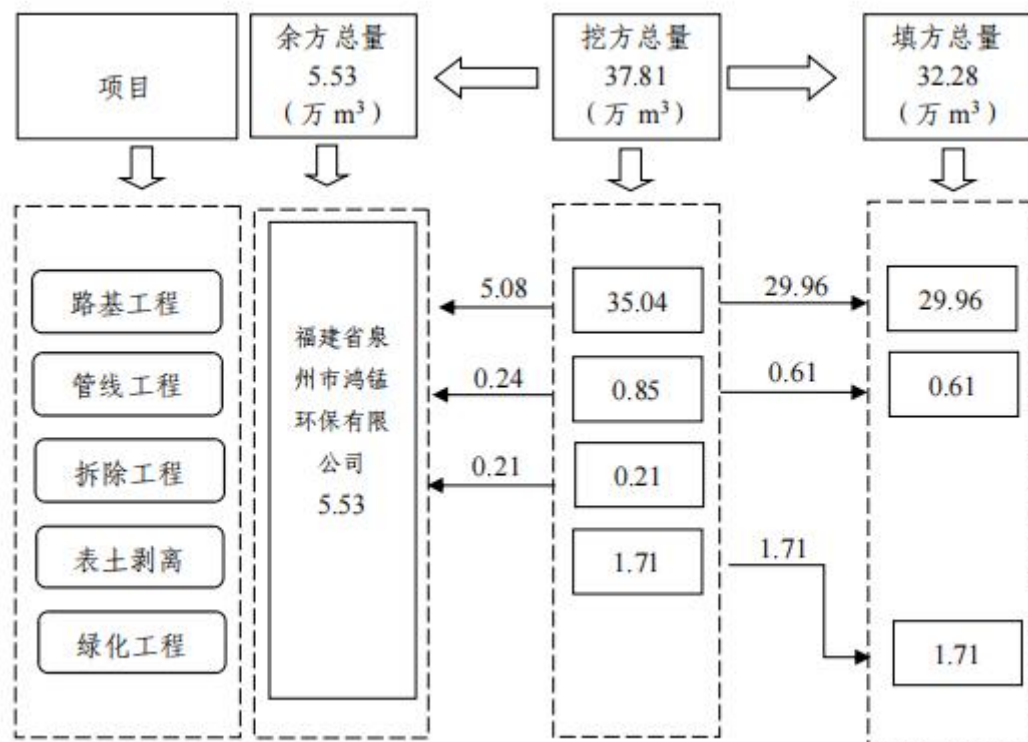 项目
余方总量
5.53
（万 m³）
挖方总量
37.81
（万 m³）
填方总量
32.28
（万 m³）
路基工程
管线工程
拆除工程
表土剥离
绿化工程
福建省泉
州市鸿锰
环保有限
公司
5.53
5.08
35.04
29.96
29.96
0.24
0.85
0.61
0.61
0.21
0.21
1.71
1.71
1.71